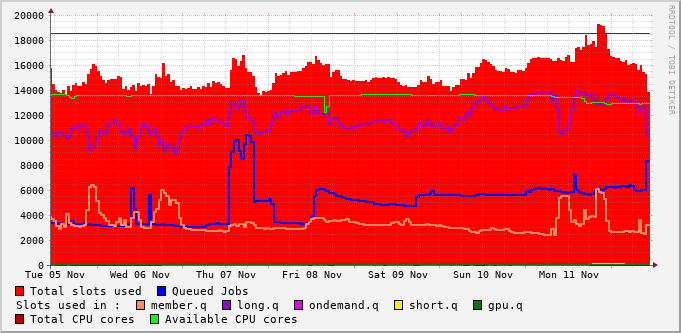 RRDTOOL / TOBI OETIKER
20000
18000
16000
14000
12000
10000
8000
6000
4000
2000
0
Tue 05 Nov Wed 06 Nov Thu 07 Nov Fri 08 Nov Sat 09 Nov Sun 10 Nov Mon 11 Nov
Total slots used Queued Jobs
Slots used in : member.q long.q ondemand.q short.q gpu.q
Total CPU cores Available CPU cores